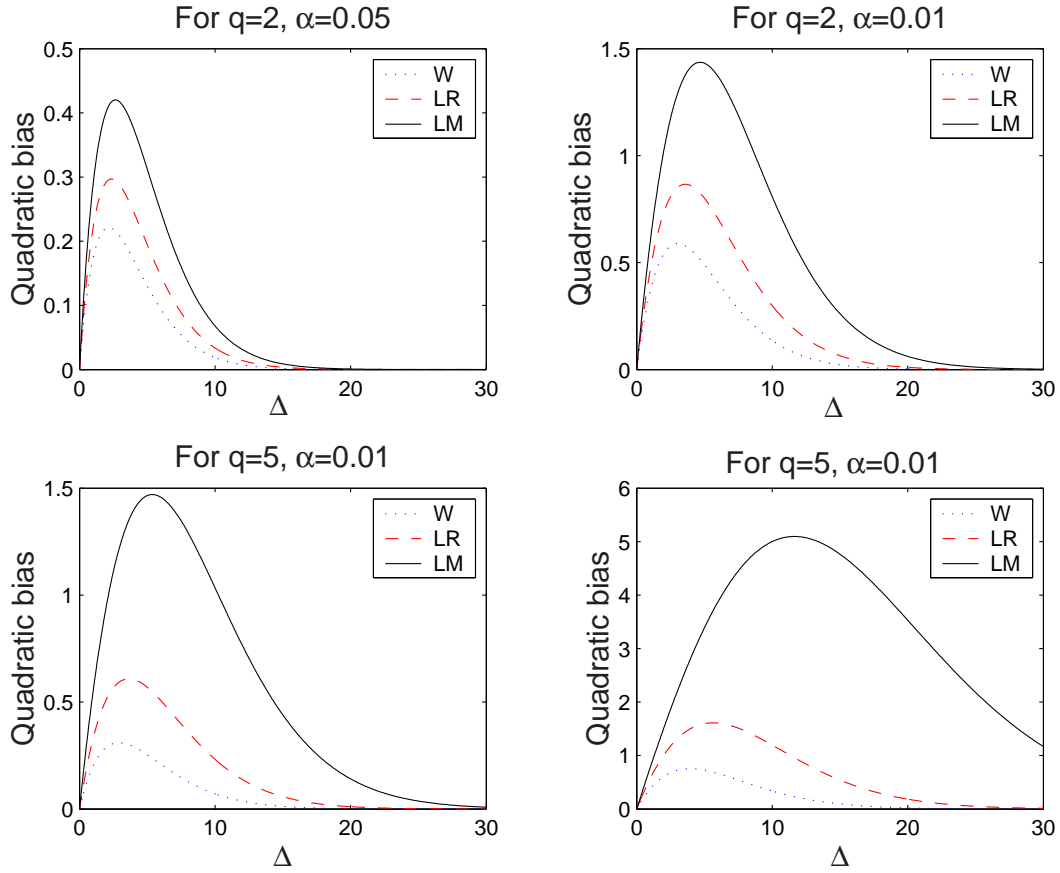 For q=2, α=0.05
0.5
0.4
0.3
0.2
0.1
0
Quadratic bias
W
LR
LM
0 10 20 30
Δ
For q=2, α=0.01
1.5
1
0.5
0
Quadratic bias
W
LR
LM
0 10 20 30
Δ
For q=5, α=0.01
1.5
1
0.5
0
Quadratic bias
W
LR
LM
0 10 20 30
Δ
For q=5, α=0.01
6
5
4
3
2
1
0
Quadratic bias
W
LR
LM
0 10 20 30
Δ